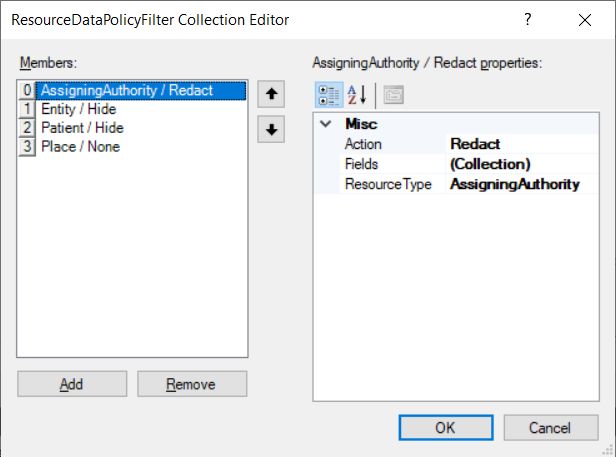 ResourceDataPolicyFilter Collection Editor ? ×
Members:
0 AssigningAuthority / Redact
1 Entity / Hide
2 Patient / Hide
3 Place / None
Add Remove
AssigningAuthority / Redact properties:
A Z
Misc
Action Redact
Fields (Collection)
ResourceType AssigningAuthority
OK Cancel